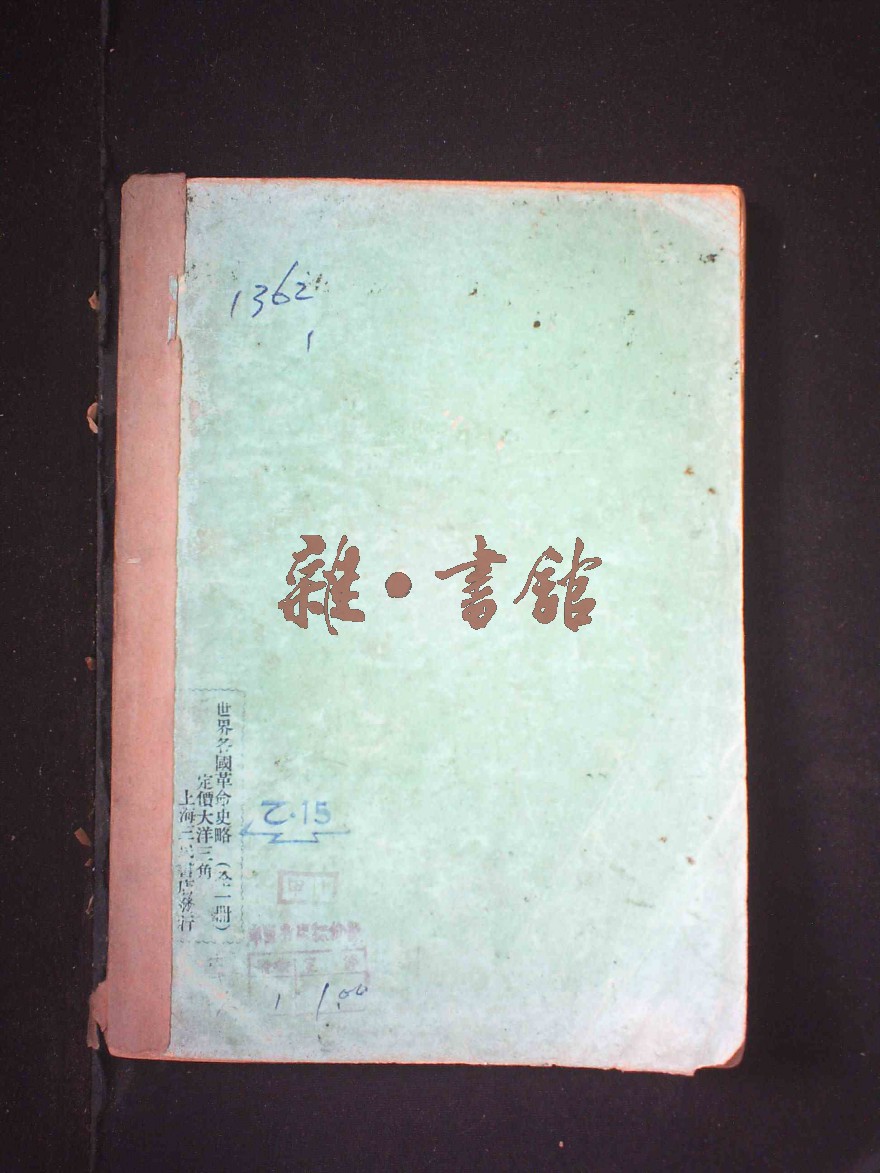 1362
1
雜·書館
世界各國革命史略（全一冊）
定價大洋三角
上海三民書店發行
乙·15
1 1.00